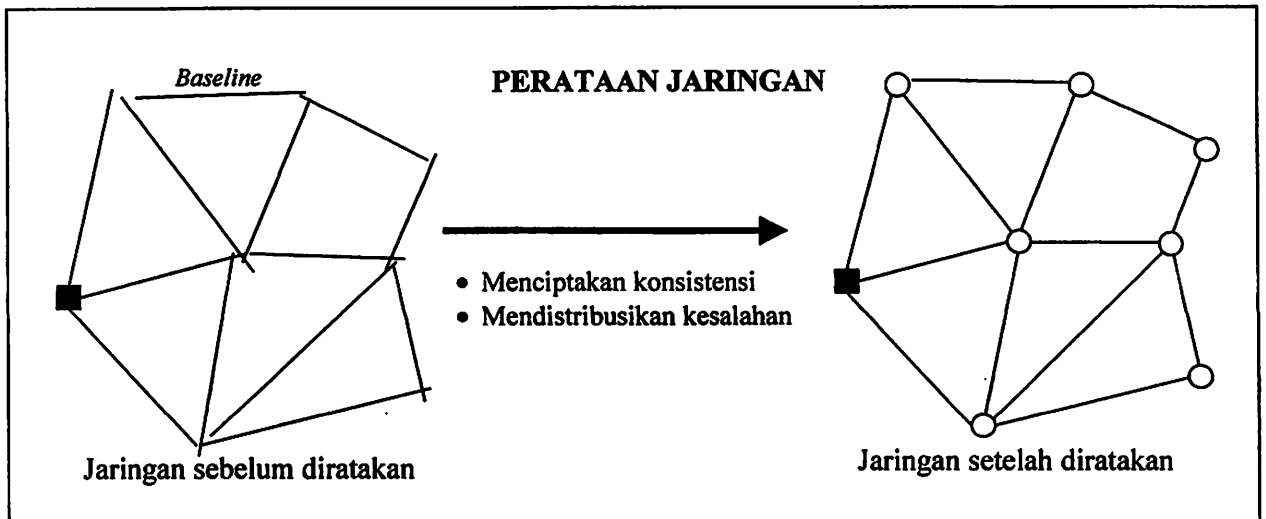 Baseline
PERATAAN JARINGAN
• Menciptakan konsistensi
• Mendistribusikan kesalahan
Jaringan sebelum diratakan
Jaringan setelah diratakan